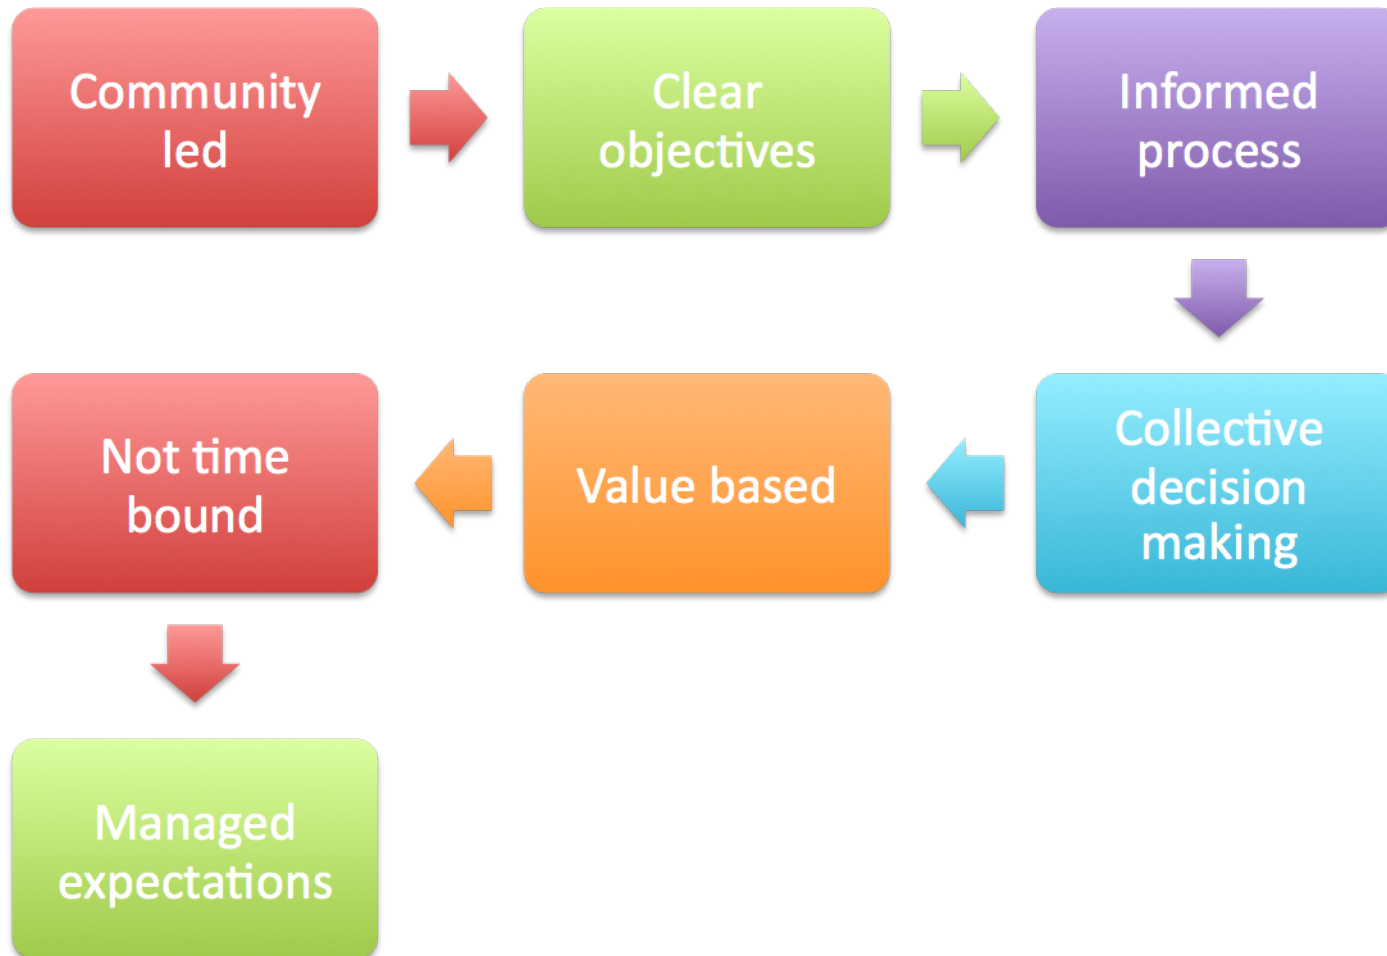 Community
led
Clear
objectives
Informed
process
Collective
decision
making
Value based
Not time
bound
Managed
expectations